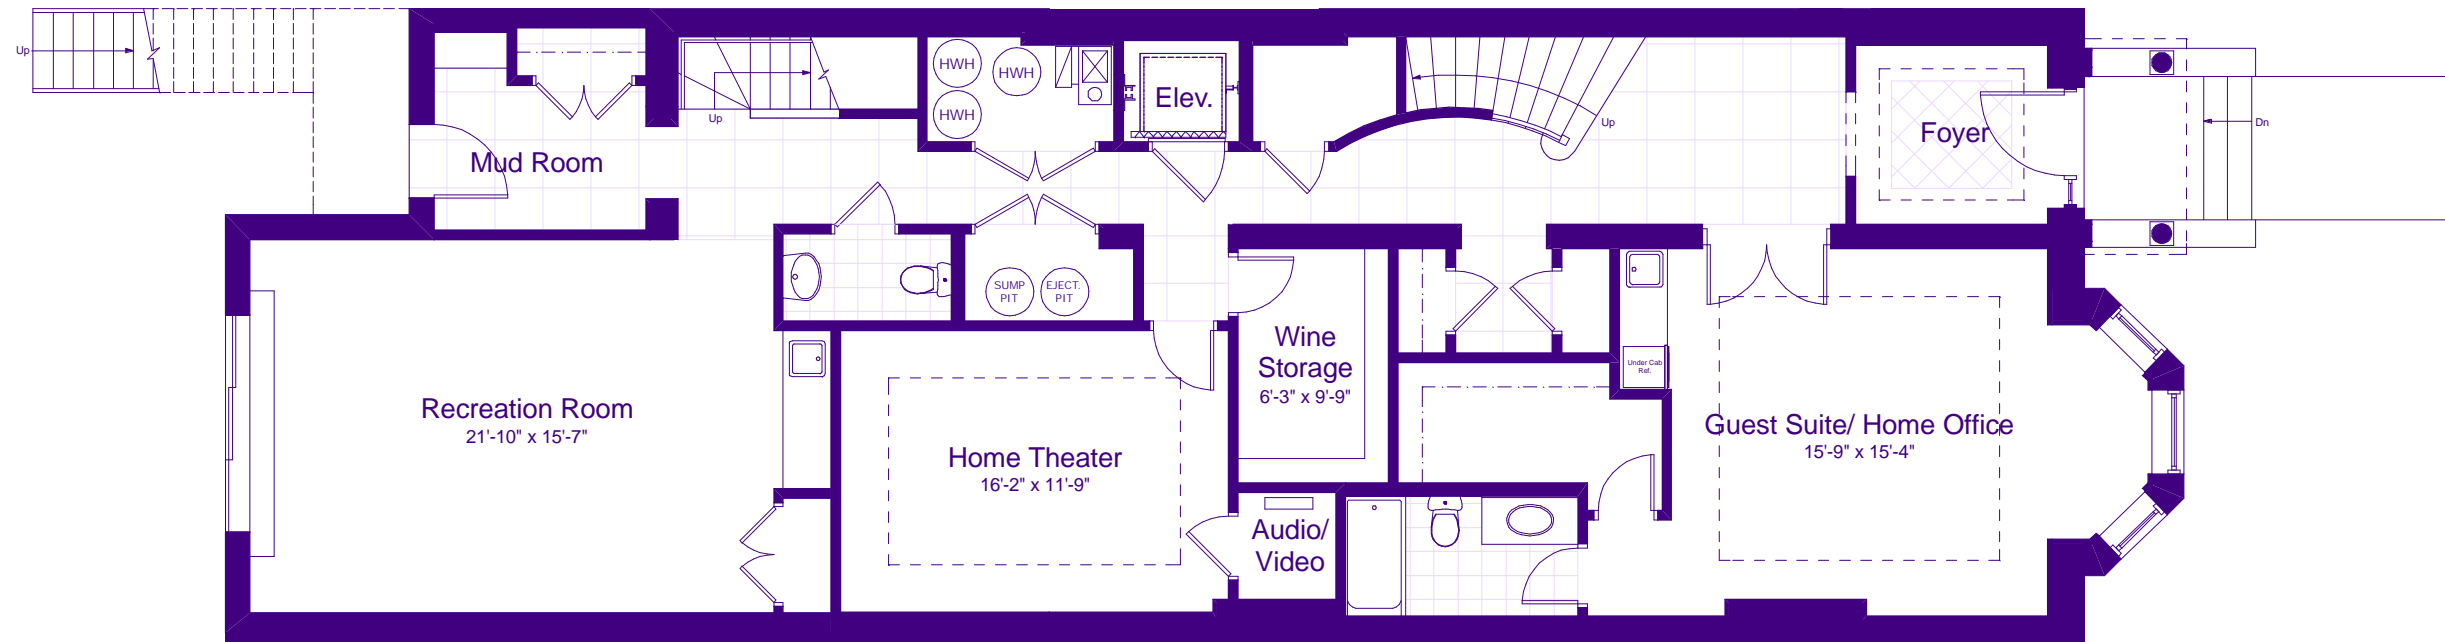 Up
HWH
HWH
HWH
Elev.
Up
Up
Foyer
Dn
Mud Room
SUMP
PIT
EJECT.
PIT
Wine
Storage
6'-3" x 9'-9"
Under Cab
Ref.
Recreation Room
21'-10" x 15'-7"
Guest Suite/ Home Office
15'-9" x 15'-4"
Home Theater
16'-2" x 11'-9"
Audio/
Video